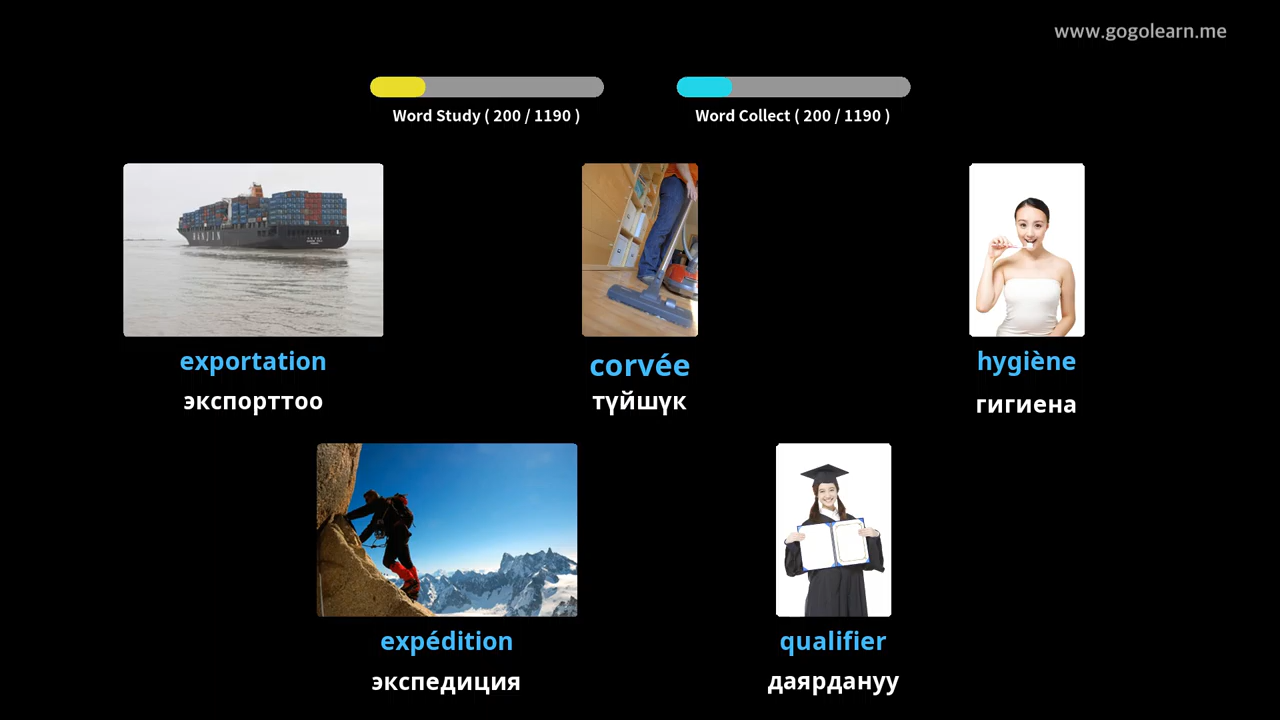 www.gogolearn.me
Word Study ( 200 / 1190 )
Word Collect ( 200 / 1190 )
HANJIN
exportation
corvée
hygiène
экспорттоо
түйшүк
гигиена
expédition
qualifier
экспедиция
даярдануу